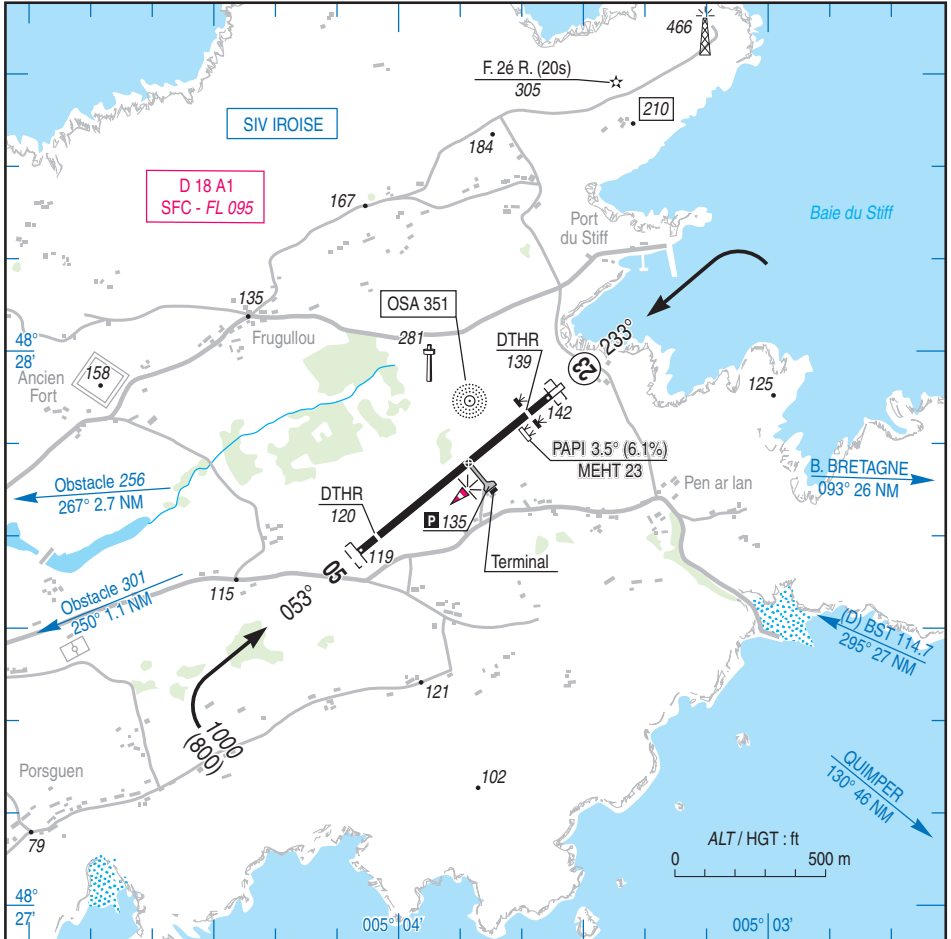 466
F. 2é R. (20s)
305
210
SIV IROISE
184
D 18 A1
SFC - FL 095
167
Port
du Stiff
Baie du Stiff
135
OSA 351
Frugullou
281
DTHR
139
233°
23
48°
28'
Ancien
Fort
158
125
142
PAPI 3.5° (6.1%)
MEHT 23
B. BRETAGNE
093° 26 NM
Pen ar lan
Obstacle 256
267° 2.7 NM
DTHR
120
P 135
Terminal
119
05
053°
115
Obstacle 301
250° 1.1 NM
(D) BST 114.7
295° 27 NM
121
1000
(800)
Porsguen
102
QUIMPER
130° 46 NM
79
ALT / HGT : ft
0 500 m
48°
27'
005° 04'
005° 03'